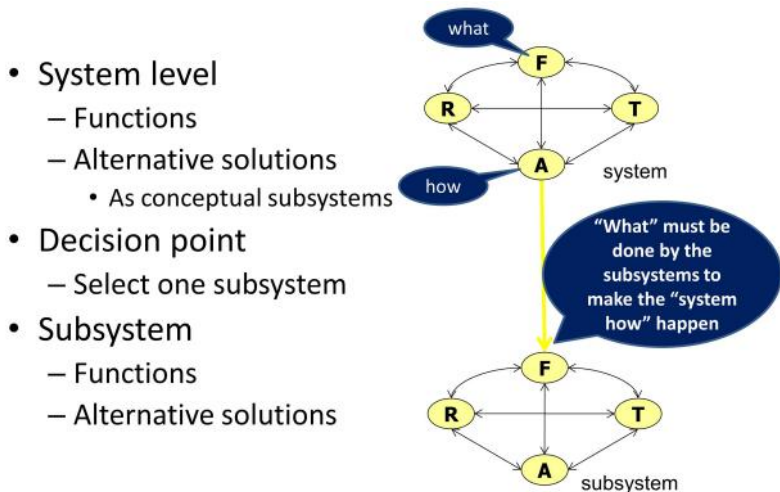 • System level
– Functions
– Alternative solutions
• As conceptual subsystems
• Decision point
– Select one subsystem
• Subsystem
– Functions
– Alternative solutions
what
F
R
T
A
how
system
“What” must be
done by the
subsystems to
make the “system
how” happen
F
R
T
A
subsystem